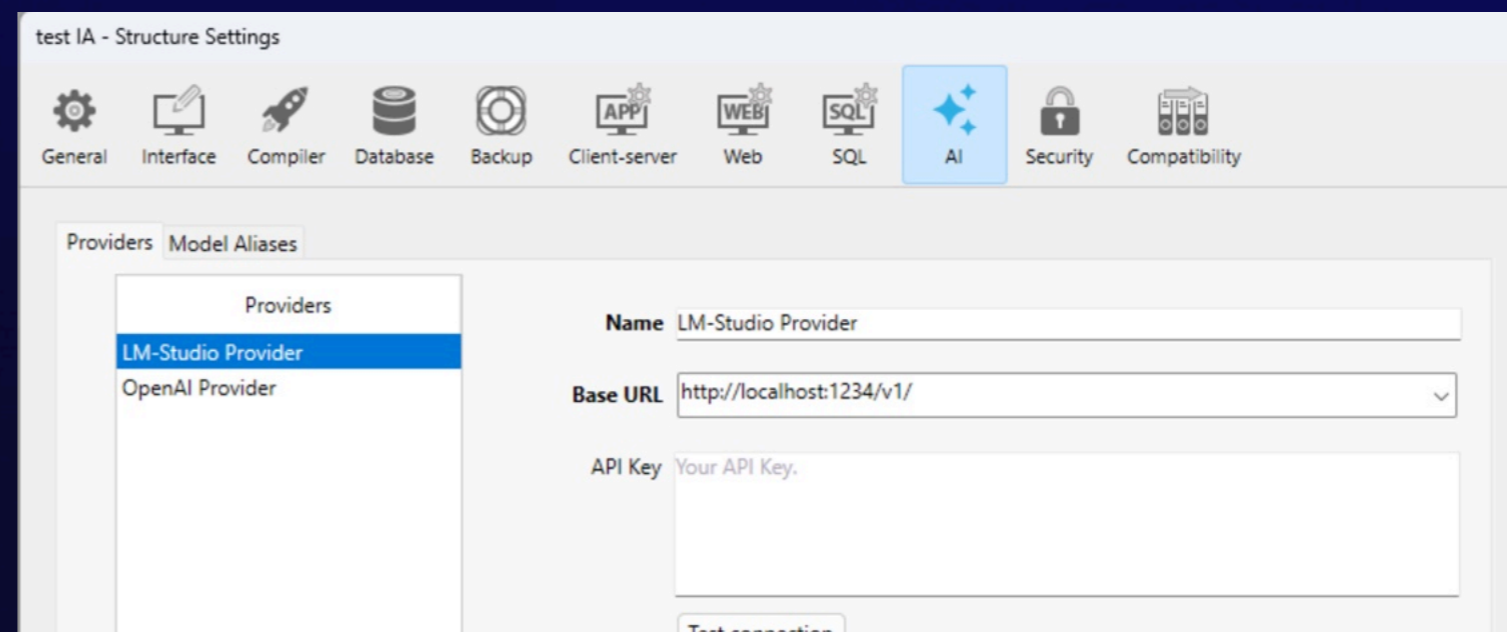 test IA - Structure Settings
APP WEB SQL
General Interface Compiler Database Backup Client-server Web SQL AI Security Compatibility
Providers Model Aliases
Providers
LM-Studio Provider
OpenAI Provider
Name LM-Studio Provider
Base URL http://localhost:1234/v1/
API Key Your API Key.
Test connection